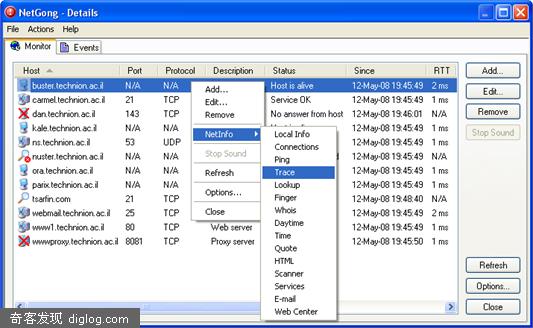 NetGong - Details
File Actions Help
Monitor Events
Host Port Protocol Description Status Since RTT
buster.technion.ac.il N/A N/A Host is alive 12-May-08 19:45:49 2 ms
carmel.technion.ac.il 21 TCP Service OK 12-May-08 19:45:49 1 ms
dan.technion.ac.il 143 TCP No answer from host 12-May-08 19:46:01 N/A
kale.technion.ac.il N/A N/A 12-May-08 19:45:49 1 ms
ns.technion.ac.il 53 UDP 12-May-08 19:45:49 2 ms
nuster.technion.ac.il N/A N/A 12-May-08 19:45:50 N/A
ora.technion.ac.il N/A N/A 12-May-08 19:45:49 1 ms
parix.technion.ac.il N/A N/A 12-May-08 19:45:49 1 ms
tsarfin.com 21 TCP 12-May-08 19:48:40 N/A
webmail.technion.ac.il 25 TCP 12-May-08 19:45:49 2 ms
www1.technion.ac.il 80 TCP Web server 12-May-08 19:45:49 1 ms
wwwproxy.technion.ac.il 8081 TCP Proxy server 12-May-08 19:45:50 1 ms
Add...
Edit...
Remove
NetInfo
Stop Sound
Refresh
Options...
Close
Local Info
Connections
Ping
Trace
Lookup
Finger
Whois
Daytime
Time
Quote
HTML
Scanner
Services
E-mail
Web Center
Add...
Edit...
Remove
Stop Sound
Refresh
Options...
Close
奇客发现 diglog.com